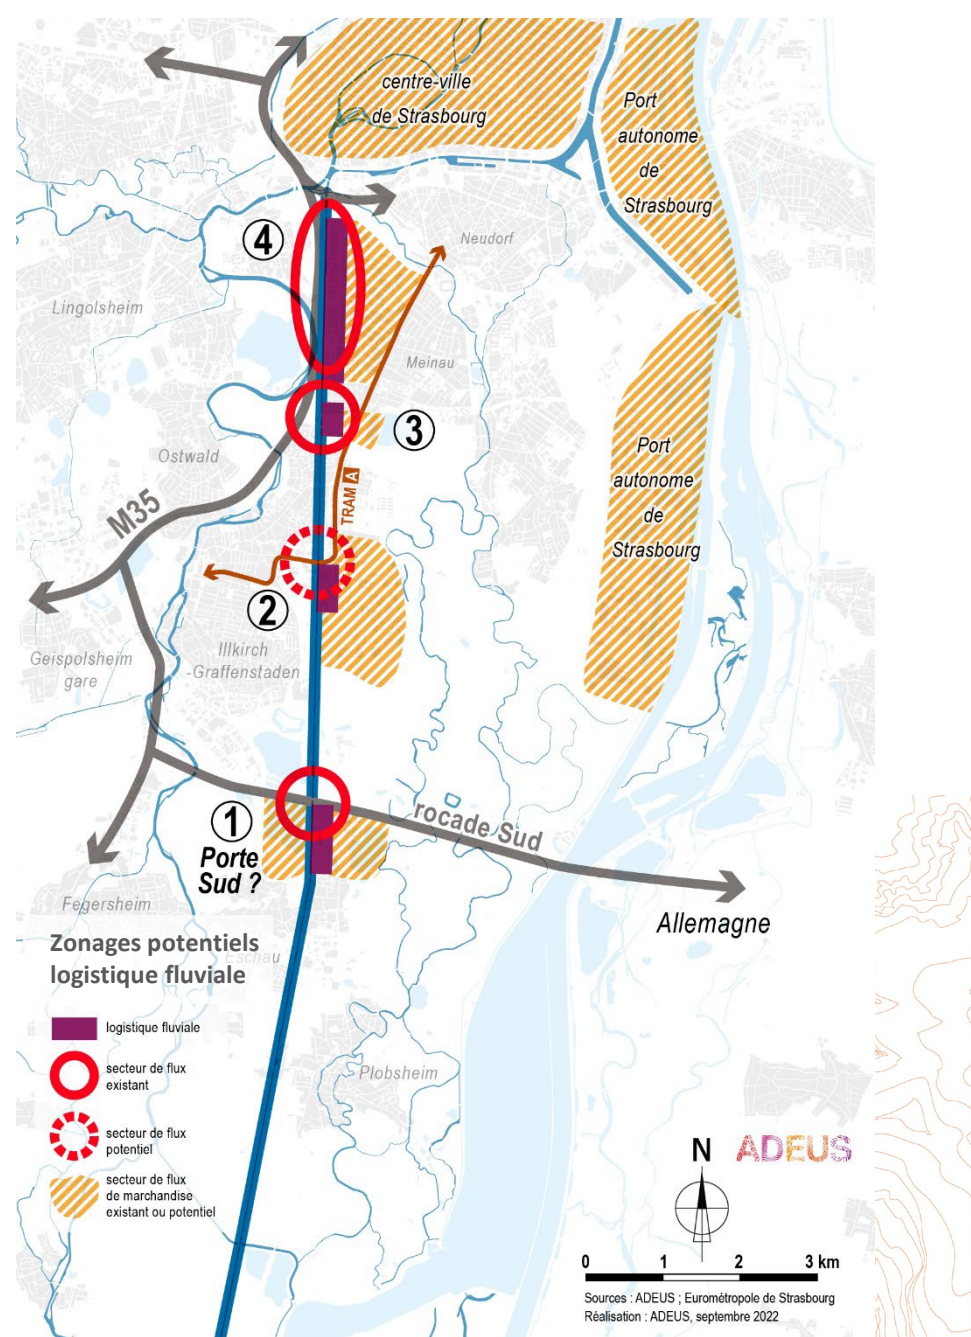 centre-ville
de Strasbourg
Port
autonome
de
Strasbourg
4
Neudorf
Lingolsheim
Meinau
3
Ostwald
Port
autonome
de
Strasbourg
TRAM A
M35
2
Illkirch
-Graffenstaden
Geispolsheim
gare
1
Porte
Sud ?
rocade Sud
Fegersheim
Allemagne
Eschau
Zonages potentiels
logistique fluviale
logistique fluviale
secteur de flux
existant
Plobsheim
secteur de flux
potentiel
secteur de flux
de marchandise
existant ou potentiel
N
ADEUS
0 1 2 3 km
Sources : ADEUS ; Eurométropole de Strasbourg
Réalisation : ADEUS, septembre 2022